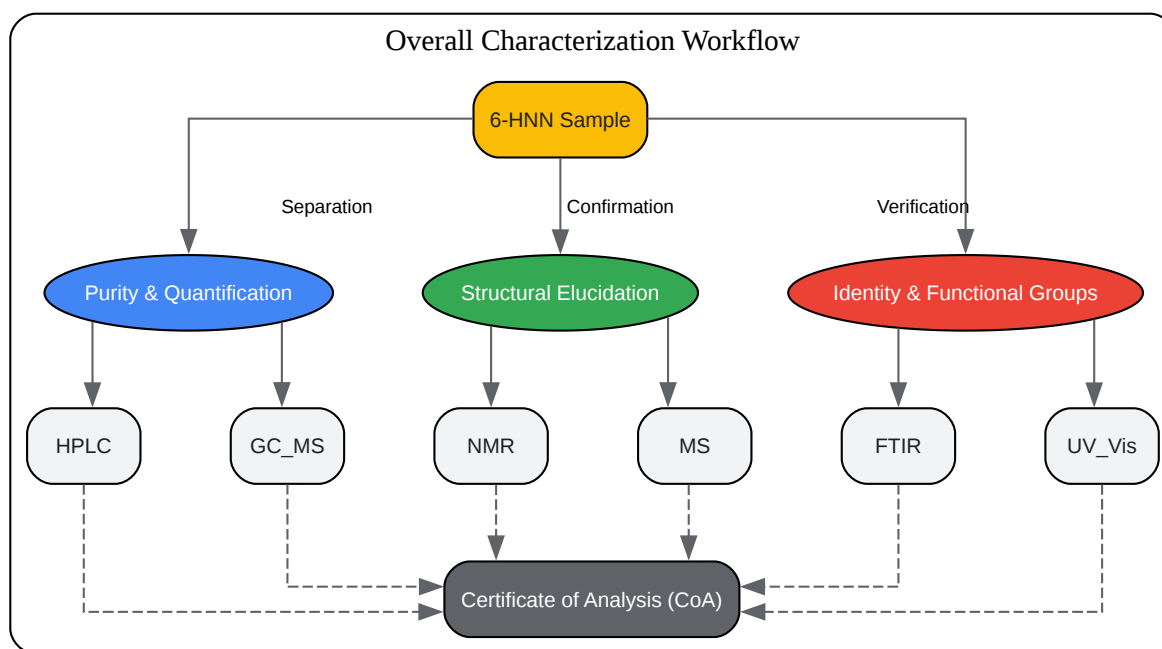 Overall Characterization Workflow
6-HNN Sample
Separation
Confirmation
Verification
Purity & Quantification
Structural Elucidation
Identity & Functional Groups
HPLC
GC_MS
NMR
MS
FTIR
UV_Vis
Certificate of Analysis (CoA)